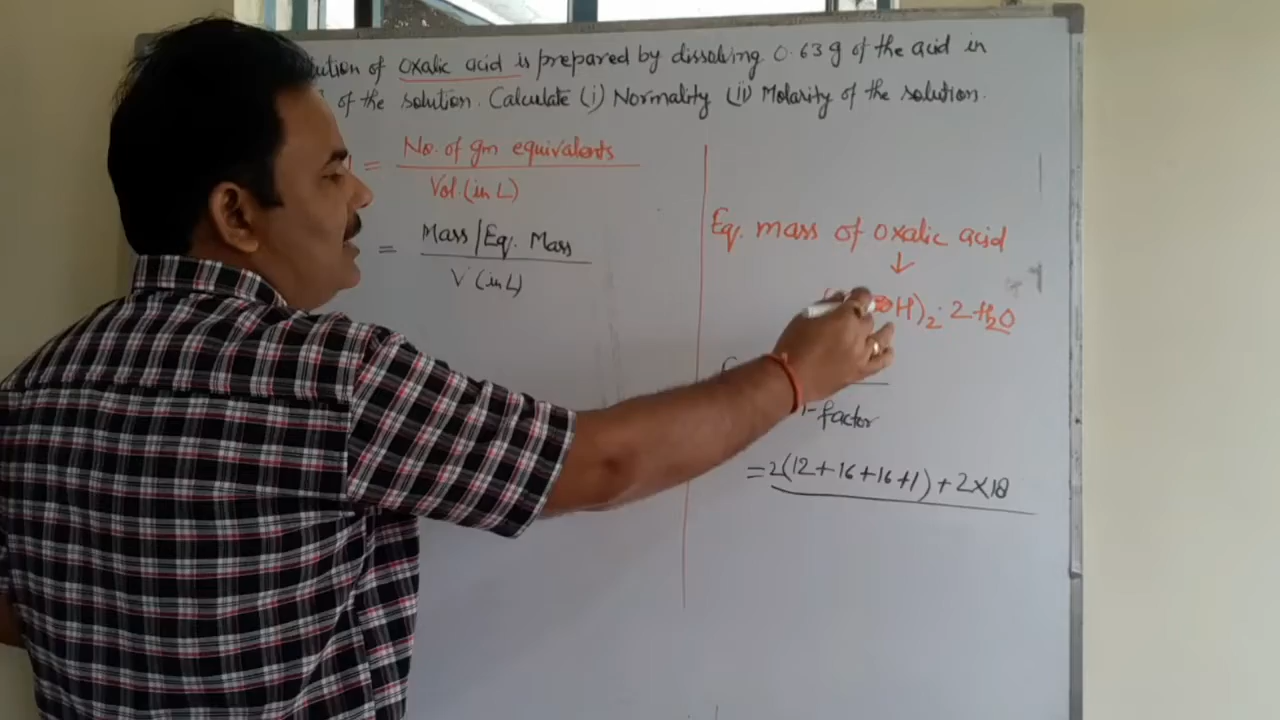 of oxalic acid is prepared by dissolving 0.63 g of the acid in
of the solution. Calculate (i) Normality (ii) Molarity of the solution.
= No. of gm equivalents
Vol. (in L)
= Mass/Eq. Mass
V (in L)
Eq. mass of oxalic acid
↓
H)2 . 2H2O
-factor
= 2(12+16+16+1)+2×18